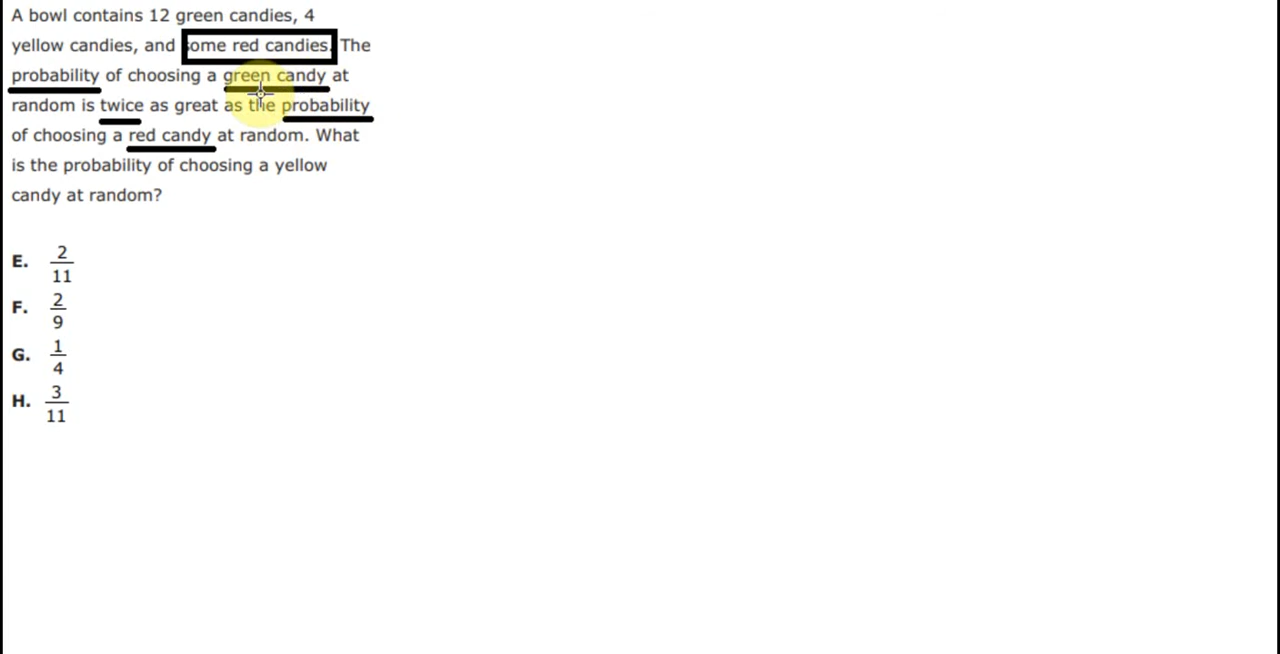 A bowl contains 12 green candies, 4
yellow candies, and some red candies. The
probability of choosing a green candy at
random is twice as great as the probability
of choosing a red candy at random. What
is the probability of choosing a yellow
candy at random?
E. 2/11
F. 2/9
G. 1/4
H. 3/11